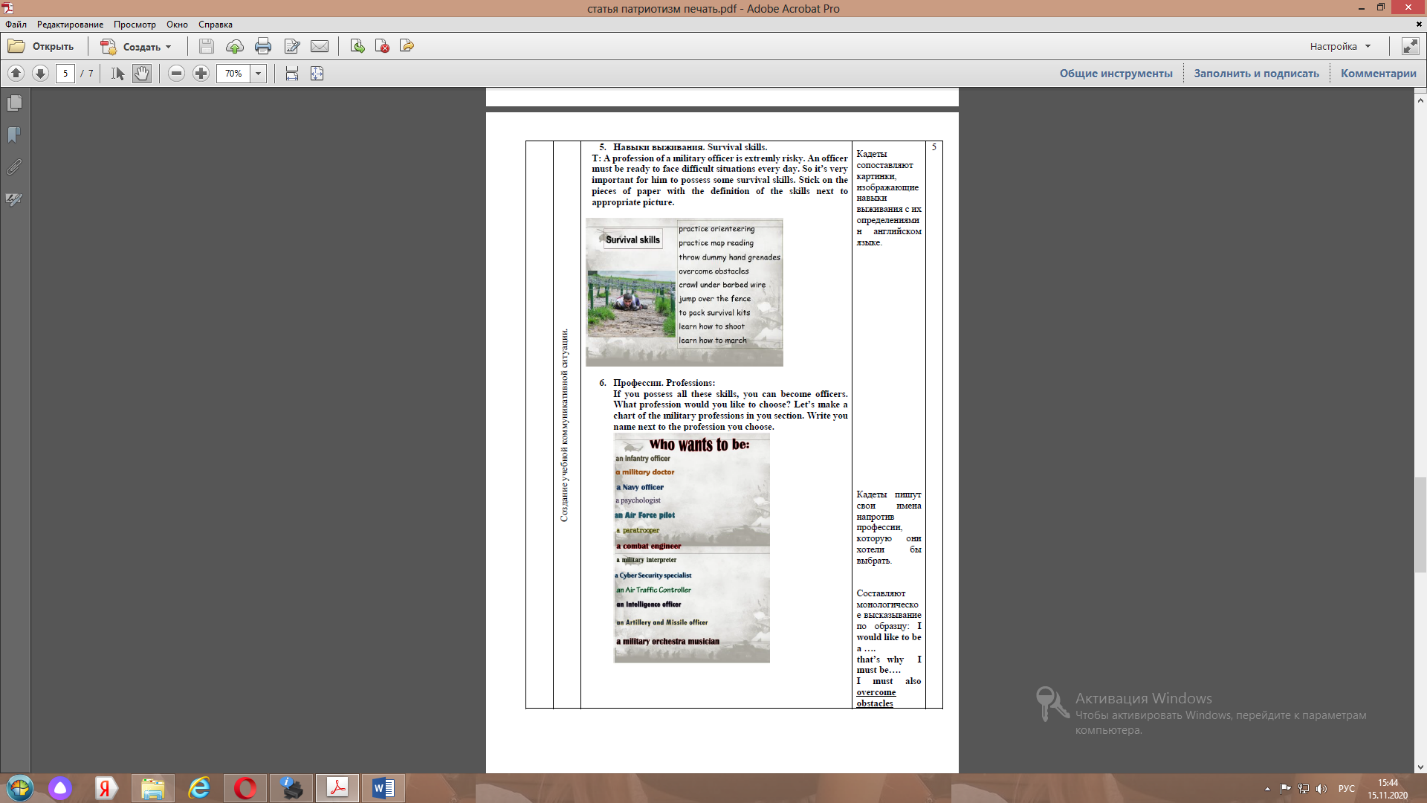 статья патриотизм печать.pdf - Adobe Acrobat Pro
Файл Редактирование Просмотр Окно Справка
Открыть Создать Настройка
5 / 7 70% Общие инструменты Заполнить и подписать Комментарии
5. Навыки выживания. Survival skills.
T: A profession of a military officer is extremly risky. An officer
must be ready to face difficult situations every day. So it's very
important for him to possess some survival skills. Stick on the
pieces of paper with the definition of the skills next to
appropriate picture.
Survival skills
practice orienteering
practice map reading
throw dummy hand grenades
overcome obstacles
crawl under barbed wire
jump over the fence
to pack survival kits
learn how to shoot
learn how to march
6. Профессии. Professions:
If you possess all these skills, you can become officers.
What profession would you like to choose? Let's make a
chart of the military professions in you section. Write you
name next to the profession you choose.
Who wants to be:
an infantry officer
a military doctor
a Navy officer
a psychologist
an Air Force pilot
a paratrooper
a combat engineer
a military interpreter
a Cyber Security specialist
an Air Traffic Controller
an Intelligence officer
an Artillery and Missile officer
a military orchestra musician
Создание учебной коммуникативной ситуации.
Кадеты
сопоставляют
картинки,
изображающие
навыки
выживания с их
определениями
н английском
языке.
5
Кадеты пишут
свои имена
напротив
профессии,
которую они
хотели бы
выбрать.
Составляют
монологическо
е высказывание
по образцу: I
would like to be
a ….
that's why I
must be….
I must also
overcome
obstacles
Активация Windows
Чтобы активировать Windows, перейдите к параметрам
компьютера.
РУС
15:44
15.11.2020